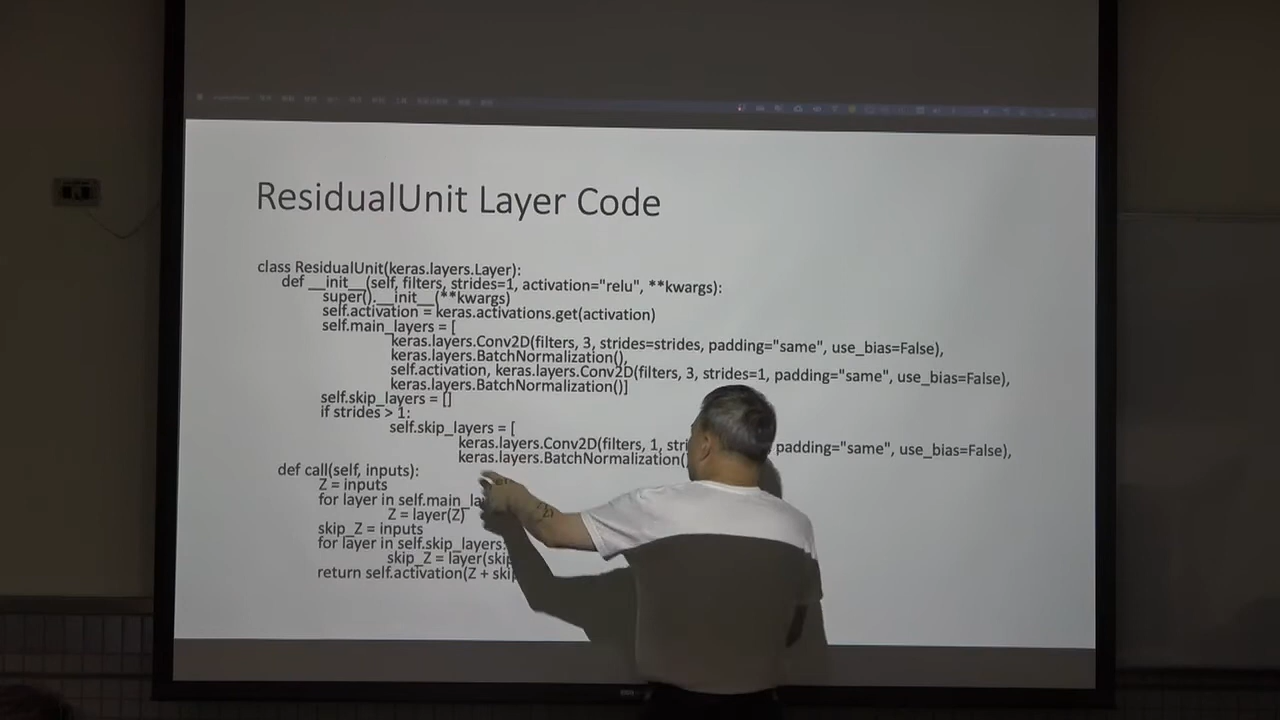 ResidualUnit Layer Code
class ResidualUnit(keras.layers.Layer):
def __init__(self, filters, strides=1, activation="relu", **kwargs):
super().__init__(**kwargs)
self.activation = keras.activations.get(activation)
self.main_layers = [
keras.layers.Conv2D(filters, 3, strides=strides, padding="same", use_bias=False),
keras.layers.BatchNormalization(),
self.activation, keras.layers.Conv2D(filters, 3, strides=1, padding="same", use_bias=False),
keras.layers.BatchNormalization()]
self.skip_layers = []
if strides > 1:
self.skip_layers = [
keras.layers.Conv2D(filters, 1, stri padding="same", use_bias=False),
keras.layers.BatchNormalization(
def call(self, inputs):
Z = inputs
for layer in self.main_la
Z = layer(Z)
skip_Z = inputs
for layer in self.skip_layers:
skip_Z = layer(skip
return self.activation(Z + skip